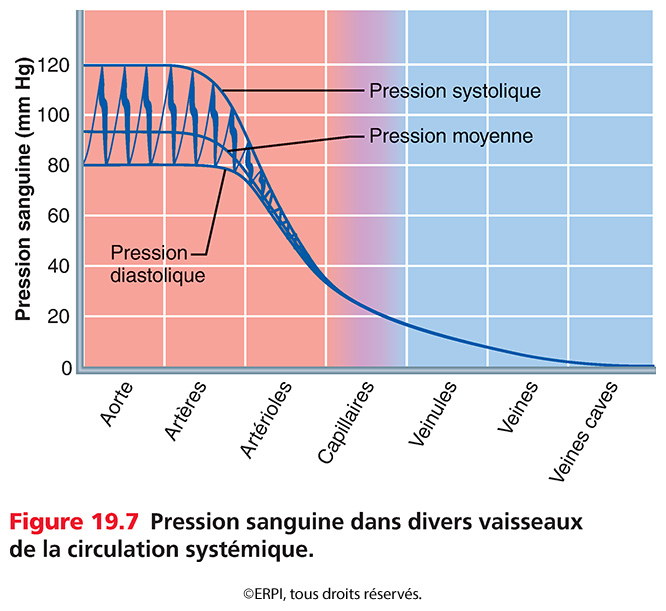 Pression sanguine (mm Hg)
120
100
80
60
40
20
0
Pression systolique
Pression moyenne
Pression
diastolique
Aorte
Artères
Artérioles
Capillaires
Veinules
Veines
Veines caves
Figure 19.7 Pression sanguine dans divers vaisseaux
de la circulation systémique.
©ERPI, tous droits réservés.